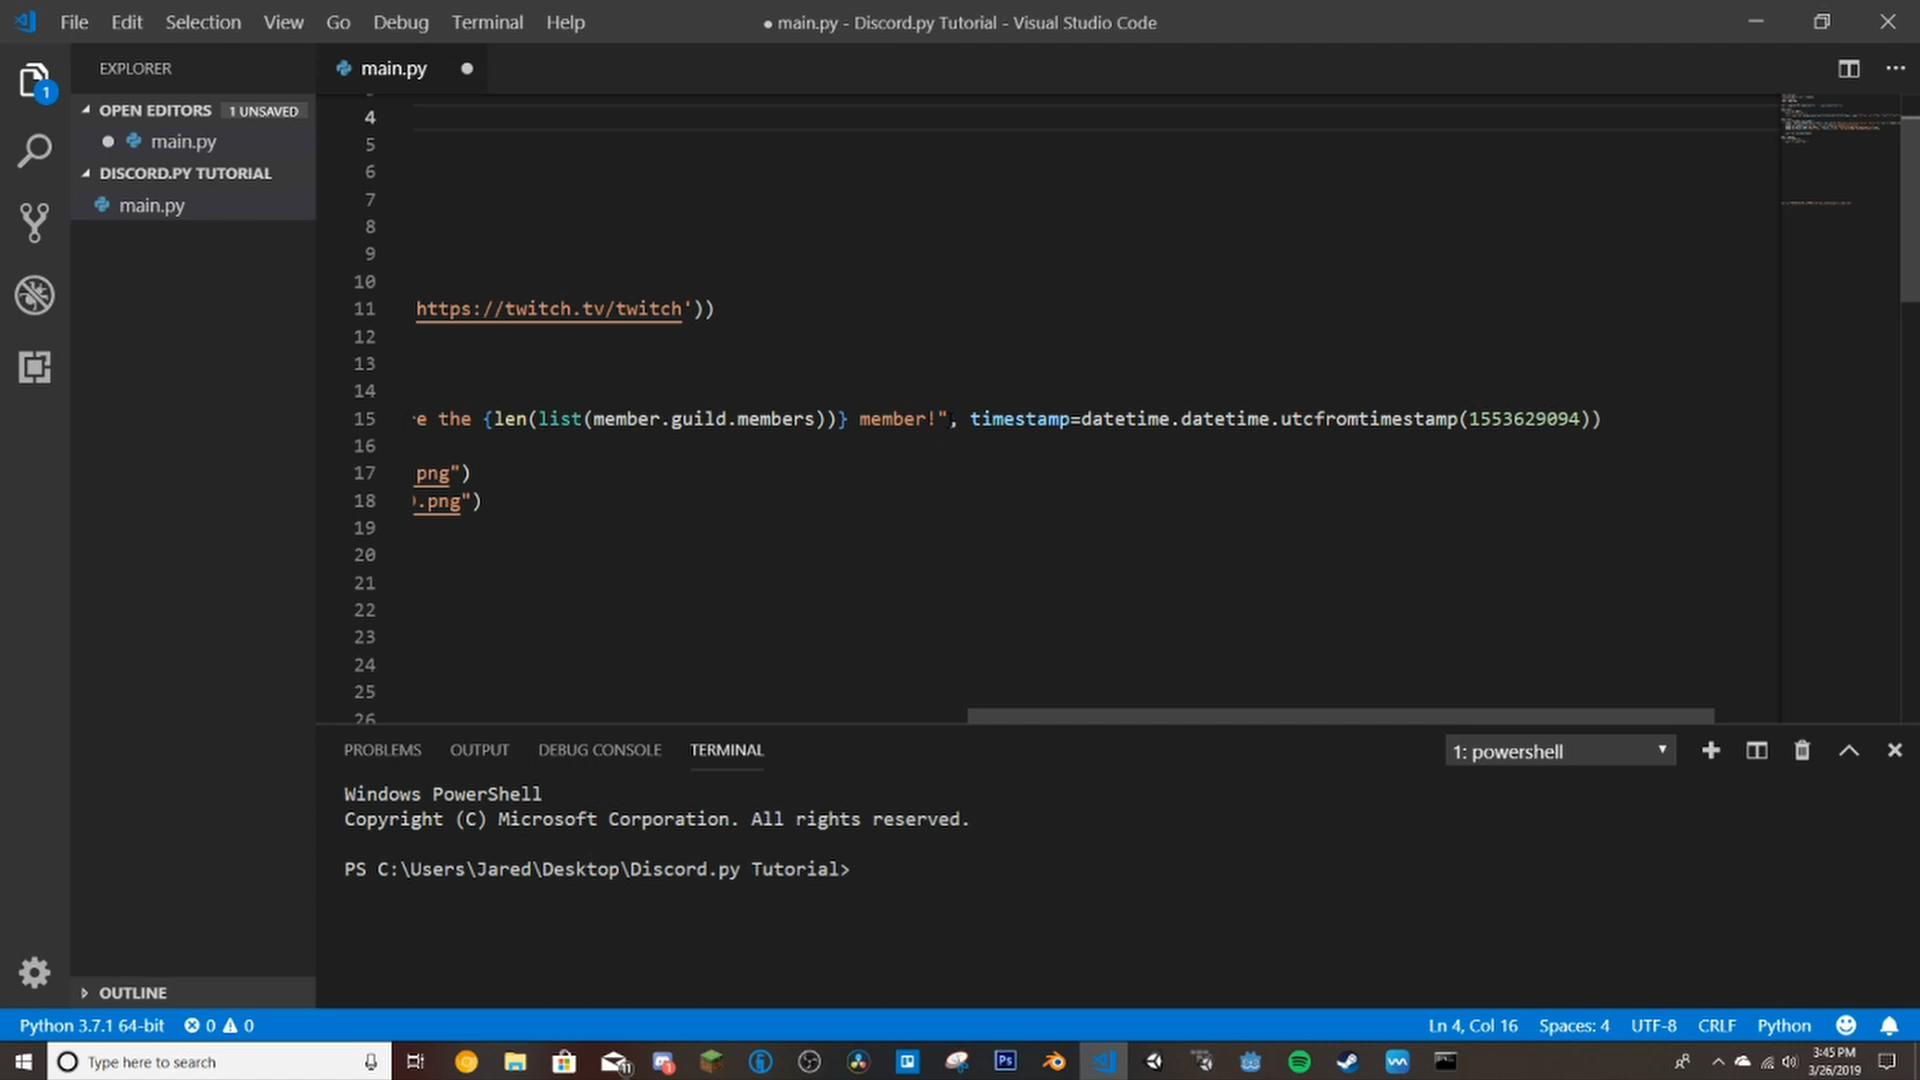 File Edit Selection View Go Debug Terminal Help
● main.py - Discord.py Tutorial - Visual Studio Code
EXPLORER
main.py
OPEN EDITORS 1 UNSAVED
main.py
DISCORD.PY TUTORIAL
main.py
1
4
5
6
7
8
9
10
11 https://twitch.tv/twitch'))
12
13
14
15 re the {len(list(member.guild.members))} member!", timestamp=datetime.datetime.utcfromtimestamp(1553629094))
16
17 png")
18 .png")
19
20
21
22
23
24
25
26
PROBLEMS OUTPUT DEBUG CONSOLE TERMINAL
1: powershell
Windows PowerShell
Copyright (C) Microsoft Corporation. All rights reserved.
PS C:\Users\Jared\Desktop\Discord.py Tutorial>
OUTLINE
Python 3.7.1 64-bit 0 0
Ln 4, Col 16 Spaces: 4 UTF-8 CRLF Python
Type here to search
11
1
Ps
3:45 PM
3/26/2019